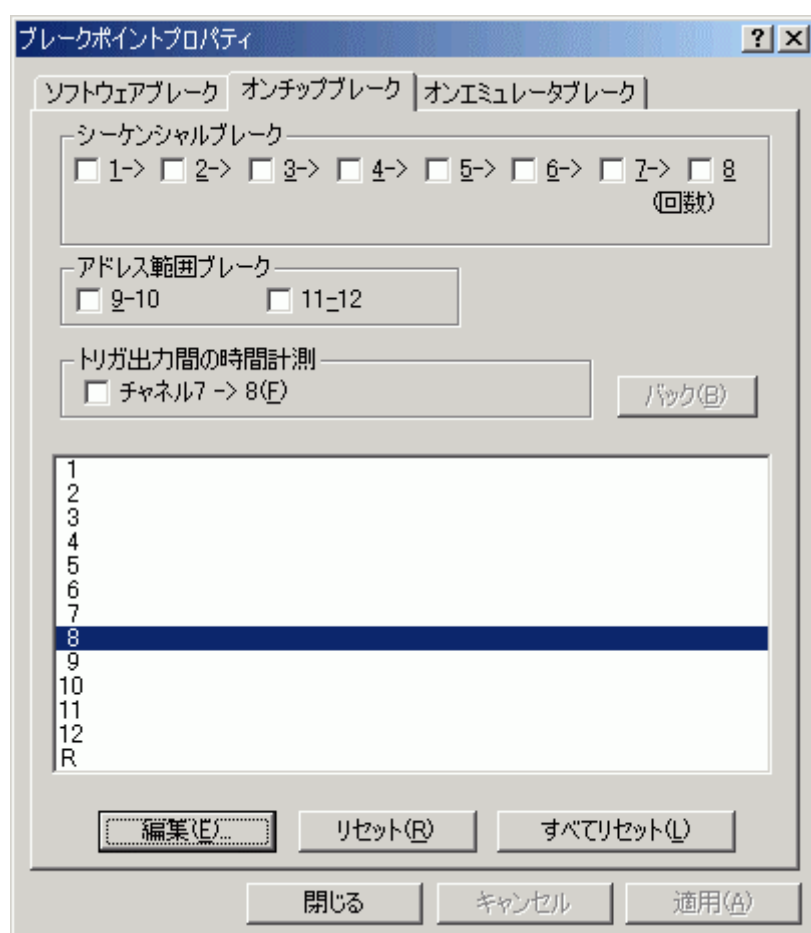 ブレークポイントプロパティ
ソフトウェアブレーク オンチップブレーク オンエミュレータブレーク
シーケンシャルブレーク
1-> 2-> 3-> 4-> 5-> 6-> 7-> 8
(回数)
アドレス範囲ブレーク
9-10 11-12
トリガ出力間の時間計測
チャネル7 -> 8(F)
バック(B)
1
2
3
4
5
6
7
8
9
10
11
12
R
編集(E)... リセット(R) すべてリセット(L)
閉じる キャンセル 適用(A)